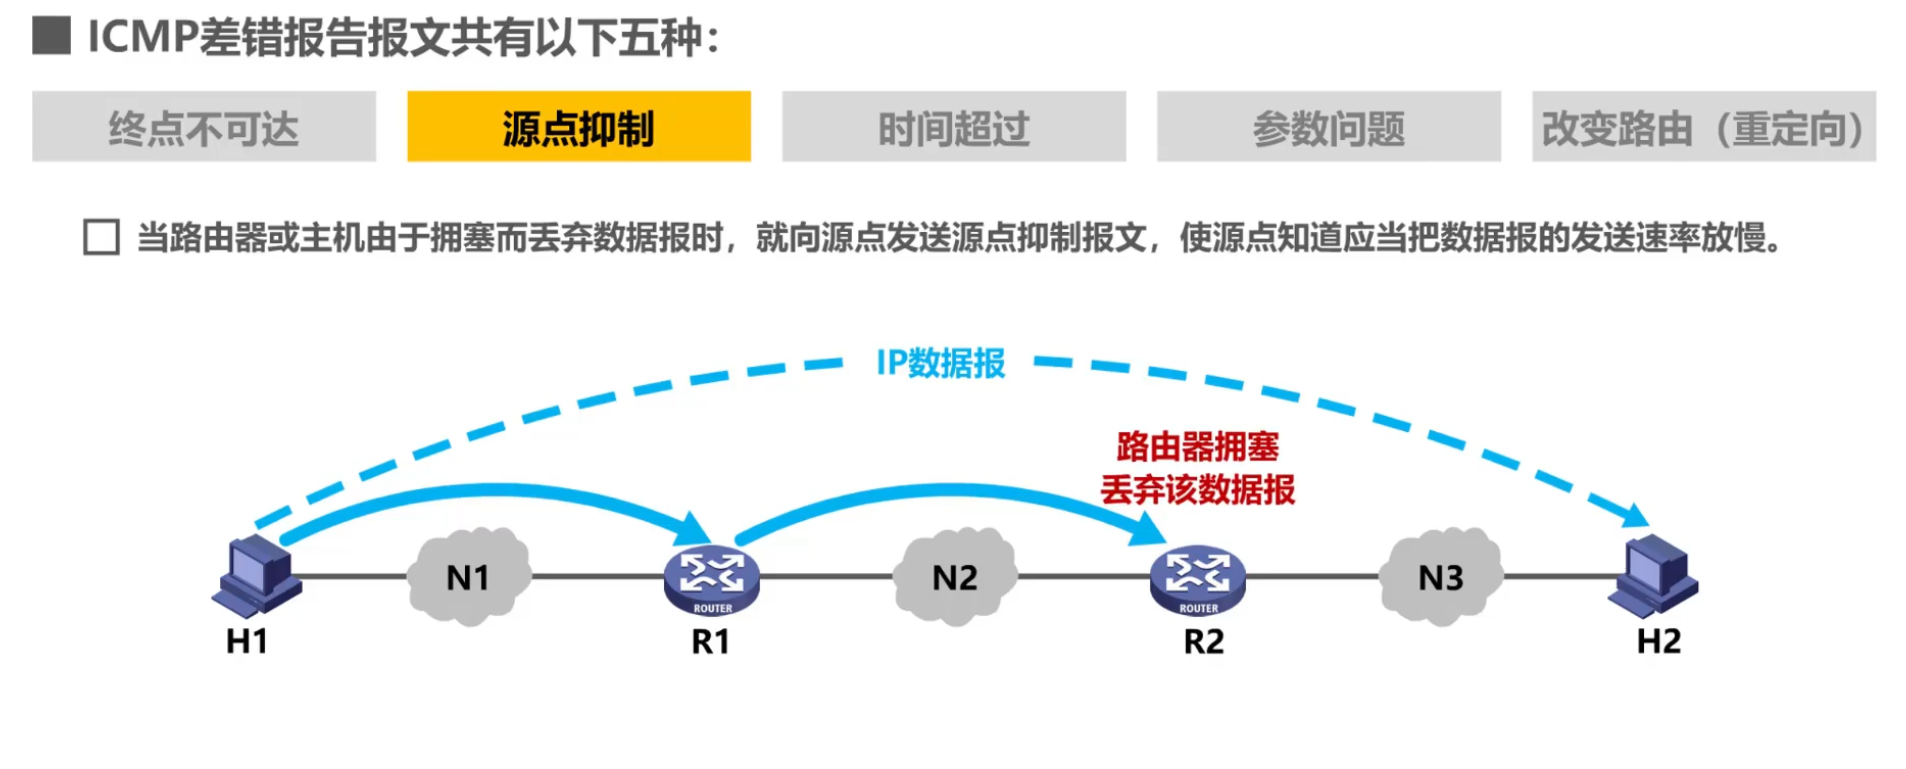 ICMP差错报告报文共有以下五种：
终点不可达
源点抑制
时间超过
参数问题
改变路由（重定向）
当路由器或主机由于拥塞而丢弃数据报时，就向源点发送源点抑制报文，使源点知道应当把数据报的发送速率放慢。
IP数据报
路由器拥塞
丢弃该数据报
N1
N2
N3
ROUTER
ROUTER
H1
R1
R2
H2